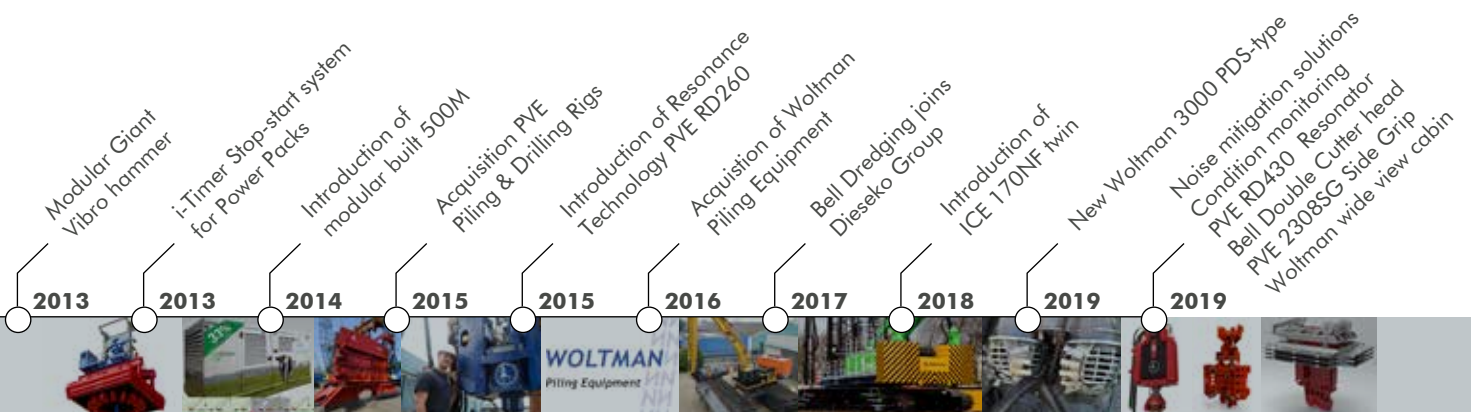 Modular Giant
Vibro hammer
2013
i-Timer Stop-start system
for Power Packs
2013
Introduction of
modular built 500M
2014
Acquisition PVE
Piling & Drilling Rigs
2015
Introduction of Resonance
Technology PVE RD260
2015
Acquistion of Woltman
Piling Equipment
2016
Bell Dredging joins
Dieseko Group
2017
Introduction of
ICE 170NF twin
2018
New Woltman 3000 PDS-type
2019
Noise mitigation solutions
Condition monitoring
PVE RD430 Resonator
Bell Double Cutter head
PVE 2308SG Side Grip
Woltman wide view cabin
2019
33%
WOLTMAN
Piling Equipment